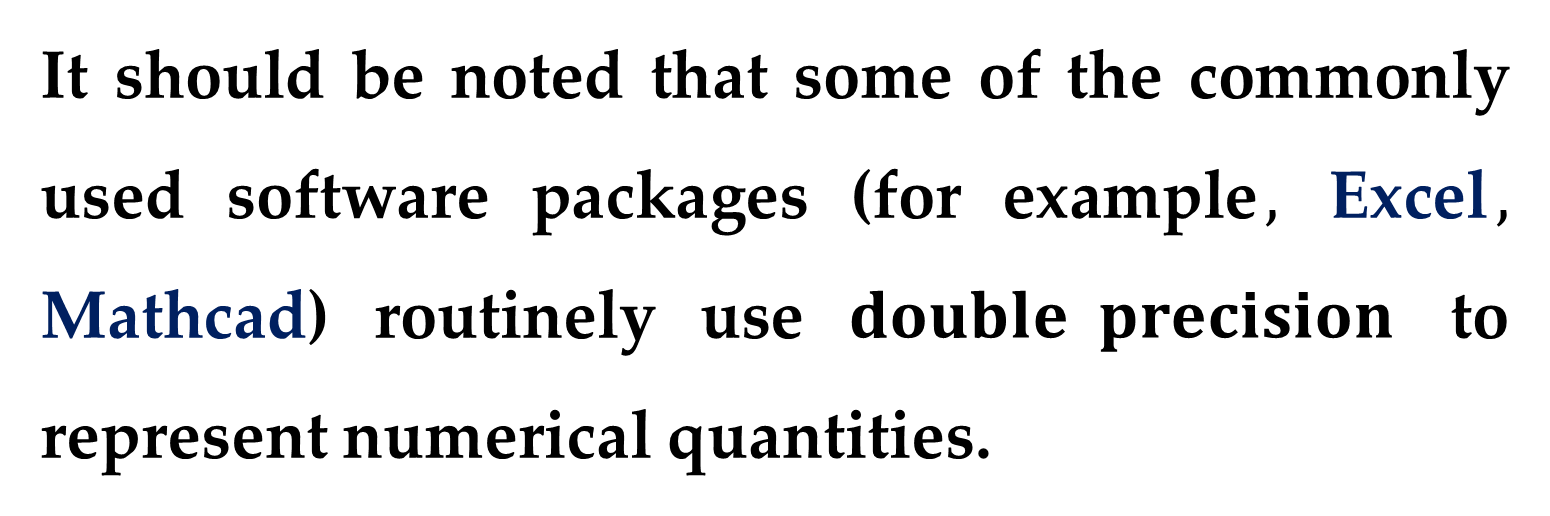 It should be noted that some of the commonly
used software packages (for example, Excel,
Mathcad) routinely use double precision to
represent numerical quantities.